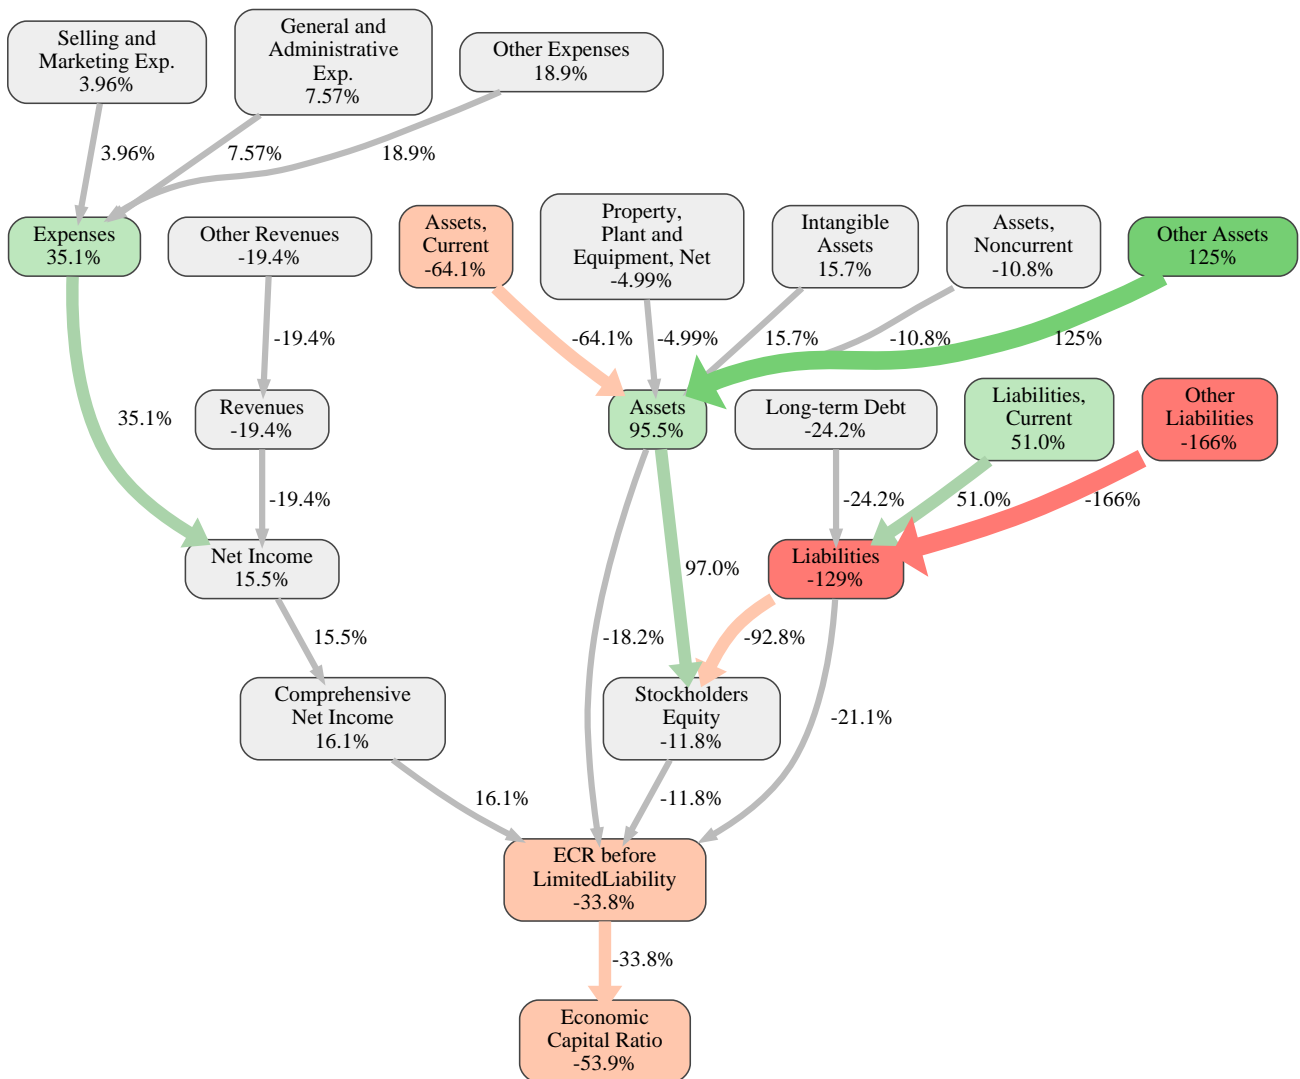 Selling and
Marketing Exp.
3.96%
General and
Administrative
Exp.
7.57%
Other Expenses
18.9%
3.96%
7.57%
18.9%
Expenses
35.1%
Other Revenues
-19.4%
Assets,
Current
-64.1%
Property,
Plant and
Equipment, Net
-4.99%
Intangible
Assets
15.7%
Assets,
Noncurrent
-10.8%
Other Assets
125%
-19.4%
-64.1%
-4.99%
15.7%
-10.8%
125%
35.1%
Revenues
-19.4%
Assets
95.5%
Long-term Debt
-24.2%
Liabilities,
Current
51.0%
Other
Liabilities
-166%
-19.4%
-24.2%
51.0%
-166%
Net Income
15.5%
97.0%
Liabilities
-129%
15.5%
-18.2%
-92.8%
Comprehensive
Net Income
16.1%
Stockholders
Equity
-11.8%
-21.1%
16.1%
-11.8%
ECR before
LimitedLiability
-33.8%
-33.8%
Economic
Capital Ratio
-53.9%